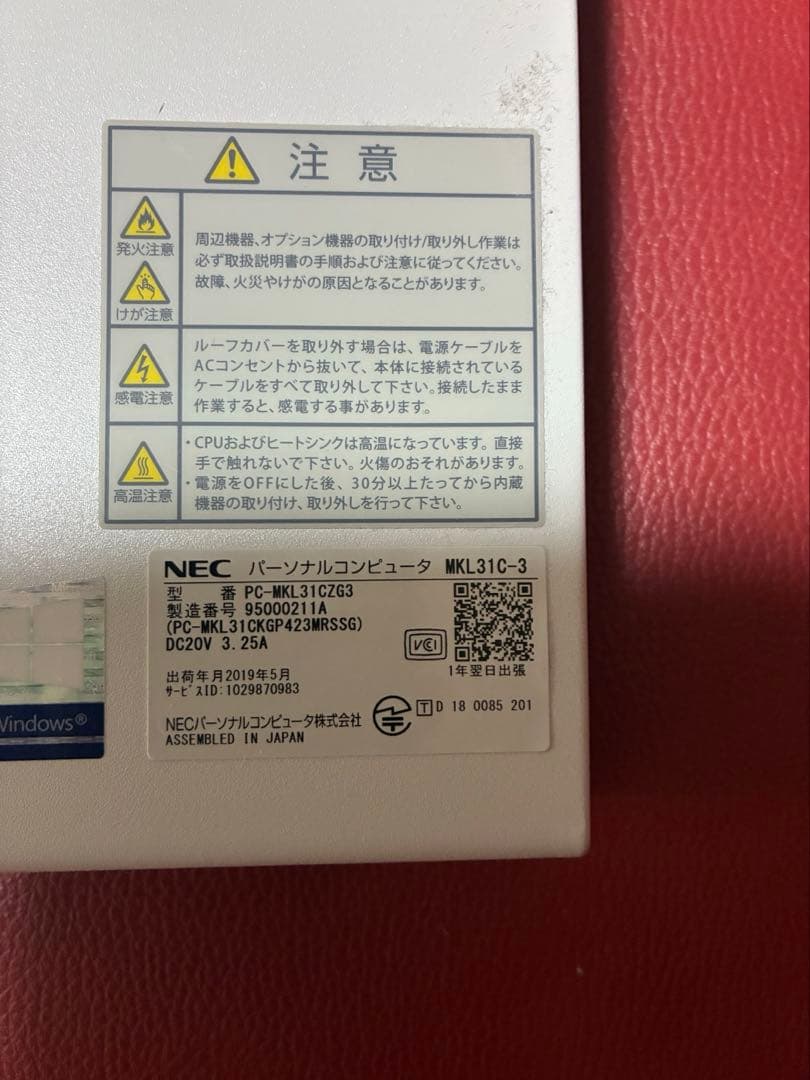 注意
発火注意
けが注意
周辺機器、オプション機器の取り付け/取り外し作業は
必ず取扱説明書の手順および注意に従ってください。
故障、火災やけがの原因となることがあります。
感電注意
ルーフカバーを取り外す場合は、電源ケーブルを
ACコンセントから抜いて、本体に接続されている
ケーブルをすべて取り外して下さい。接続したまま
作業すると、感電する事があります。
高温注意
・CPUおよびヒートシンクは高温になっています。直接
手で触れないで下さい。火傷のおそれがあります。
・電源をOFFにした後、30分以上たってから内蔵
機器の取り付け、取り外しを行って下さい。
NEC パーソナルコンピュータ MKL31C-3
型番 PC-MKL31CZG3
製造番号 95000211A
(PC-MKL31CKGP423MRSSG)
DC20V 3.25A
VCI
1年翌日出張
出荷年月2019年5月
サービスID:1029870983
NECパーソナルコンピュータ株式会社
T D 18 0085 201
ASSEMBLED IN JAPAN
Windows®